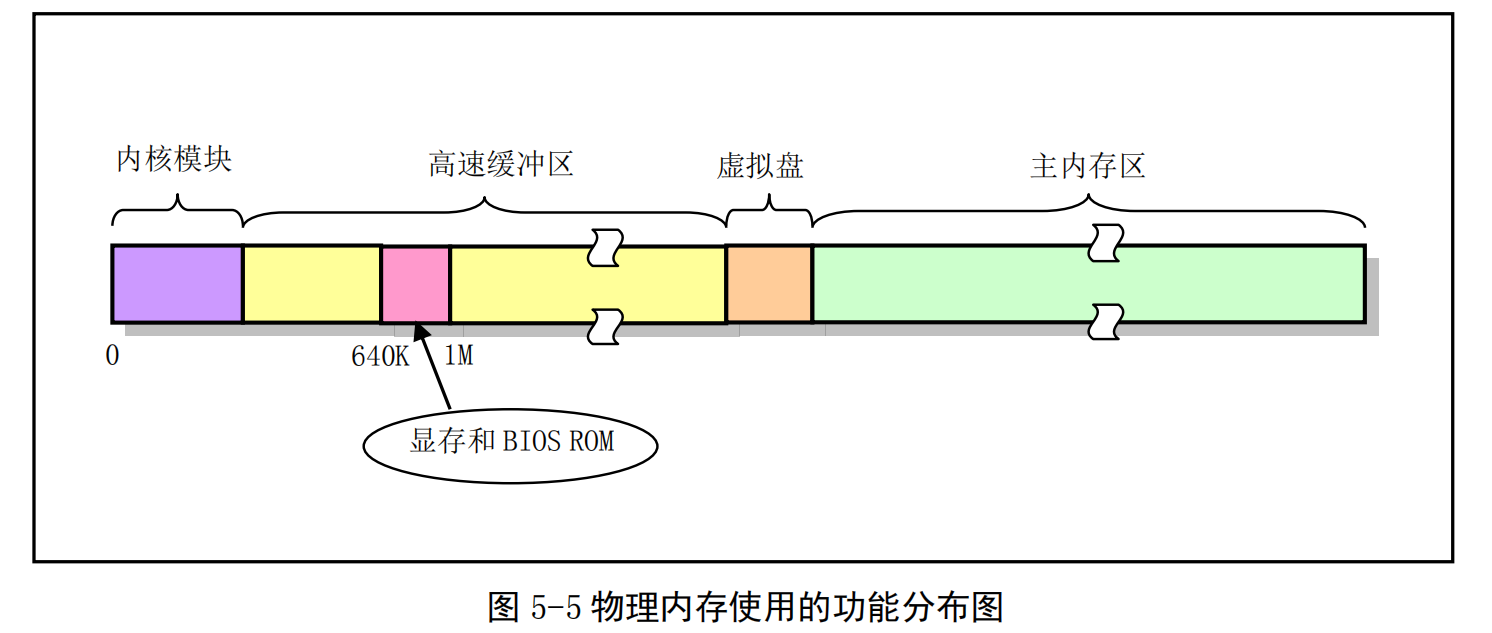 内核模块
高速缓冲区
虚拟盘
主内存区
0
640K
1M
显存和 BIOS ROM
图 5-5 物理内存使用的功能分布图